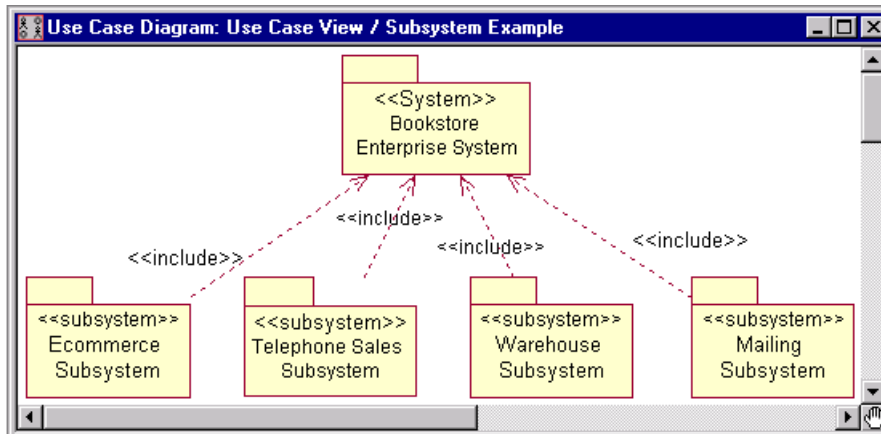 Use Case Diagram: Use Case View / Subsystem Example
<<System>>
Bookstore
Enterprise System
<<include>>
<<include>>
<<include>>
<<include>>
<<subsystem>>
Ecommerce
Subsystem
<<subsystem>>
Telephone Sales
Subsystem
<<subsystem>>
Warehouse
Subsystem
<<subsystem>>
Mailing
Subsystem